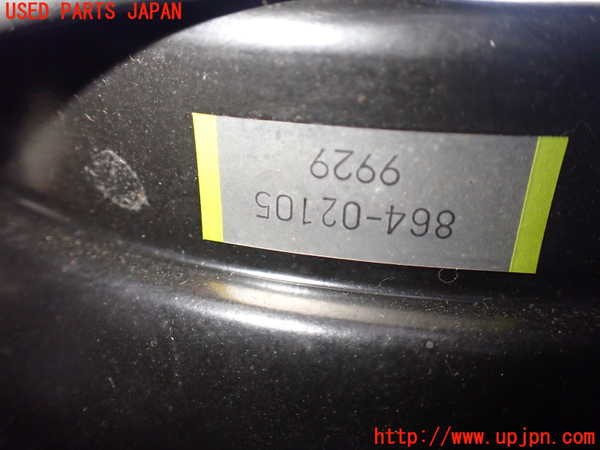 USED PARTS JAPAN
864-02105
9929
http://www.upjpn.com/